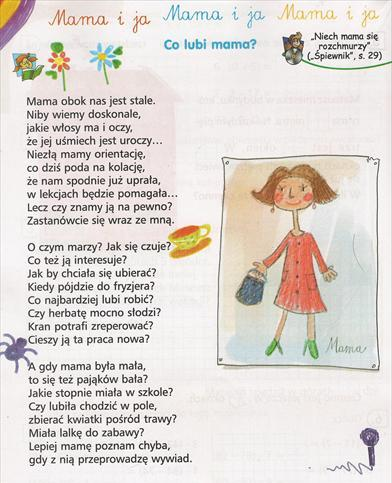 Mama i ja Mama i ja Mama i ja
Co lubi mama?
„Niech mama się
rozchmurzy”
(„Śpiewnik”, s. 29)
Mama obok nas jest stale.
Niby wiemy doskonale,
jakie włosy ma i oczy,
że jej uśmiech jest uroczy…
Niezłą mamy orientację,
co dziś poda na kolację,
że nam spodnie już uprała,
w lekcjach będzie pomagała…
Lecz czy znamy ją na pewno?
Zastanówcie się wraz ze mną.
O czym marzy? Jak się czuje?
Co też ją interesuje?
Jak by chciała się ubierać?
Kiedy pójdzie do fryzjera?
Co najbardziej lubi robić?
Czy herbatę mocno słodzi?
Kran potrafi zreperować?
Cieszy ją ta praca nowa?
A gdy mama była mała,
to się też pająków bała?
Jakie stopnie miała w szkole?
Czy lubiła chodzić w pole,
zbierać kwiatki pośród trawy?
Miała lalkę do zabawy?
Lepiej mamę poznam chyba,
gdy z nią przeprowadzę wywiad.
Mama